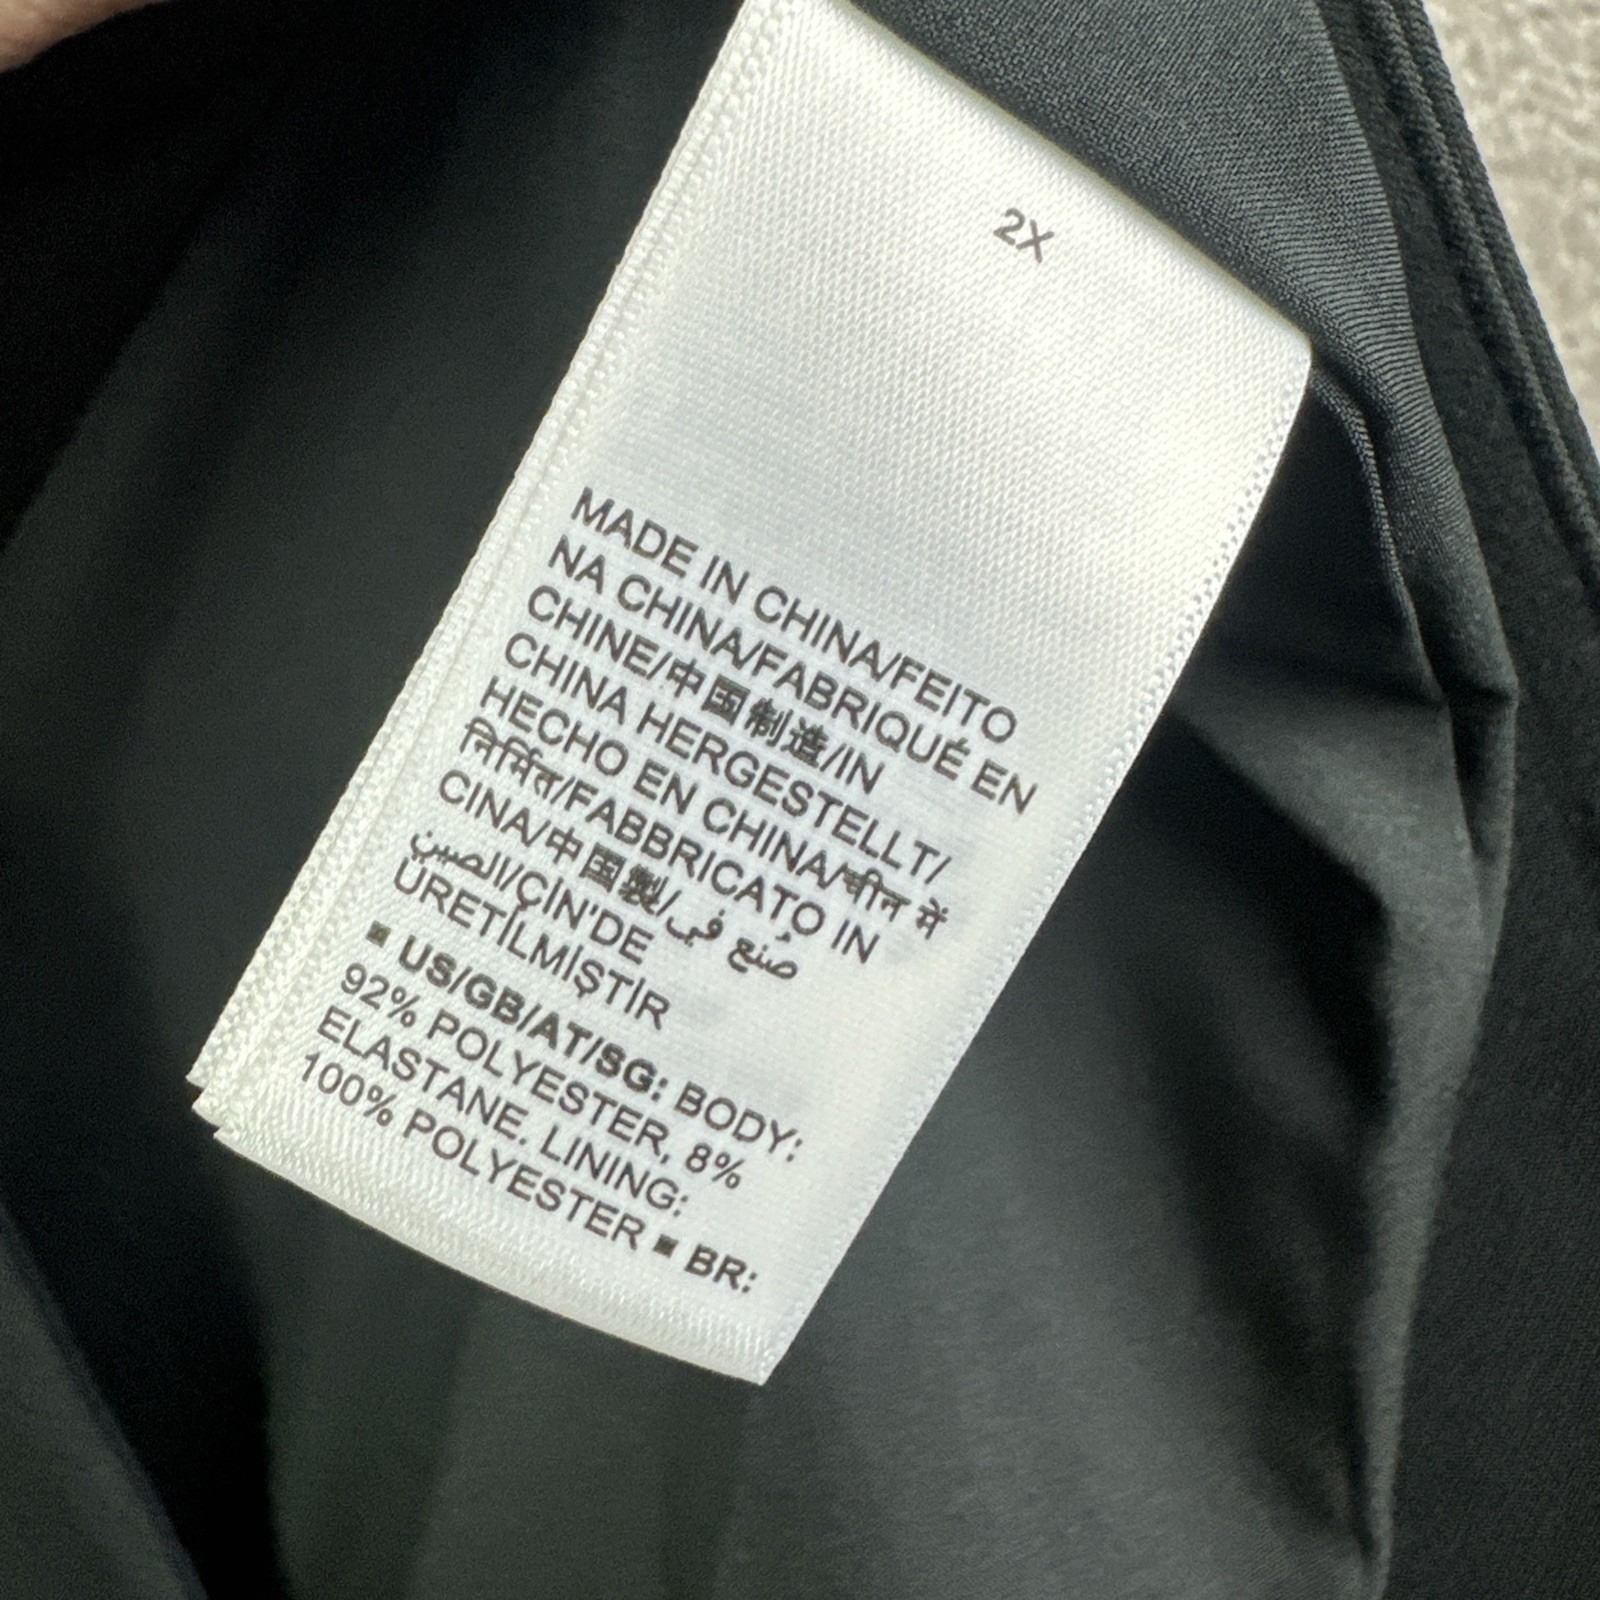 2X
MADE IN CHINA/FEITO
NA CHINA/FABRIQUÉ EN
CHINE/中国制造/IN
CHINA HERGESTELLT/
HECHO EN CHINA/चीन में
निर्मित/FABBRICATO IN
CINA/中国製/صُنع في
الصين/ÇİN'DE
ÜRETİLMİŞTİR
▪ US/GB/AT/SG: BODY:
92% POLYESTER, 8%
ELASTANE. LINING:
100% POLYESTER ▪ BR: